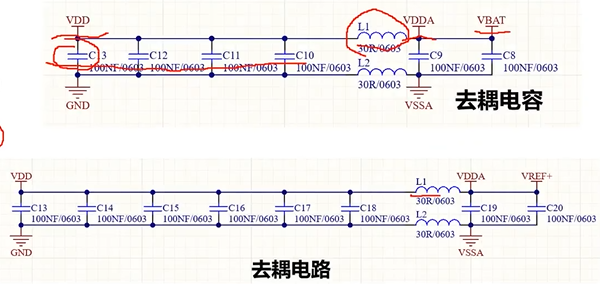 VDD
VDDA
VBAT
L1
30R/0603
C13
100NF/0603
C12
100NF/0603
C11
100NF/0603
C10
100NF/0603
C9
100NF/0603
C8
100NF/0603
L2
30R/0603
GND
VSSA
去耦电容
VDD
VDDA
VREF+
L1
30R/0603
C13
100NF/0603
C14
100NF/0603
C15
100NF/0603
C16
100NF/0603
C17
100NF/0603
C18
100NF/0603
C19
100NF/0603
C20
100NF/0603
L2
30R/0603
GND
VSSA
去耦电路